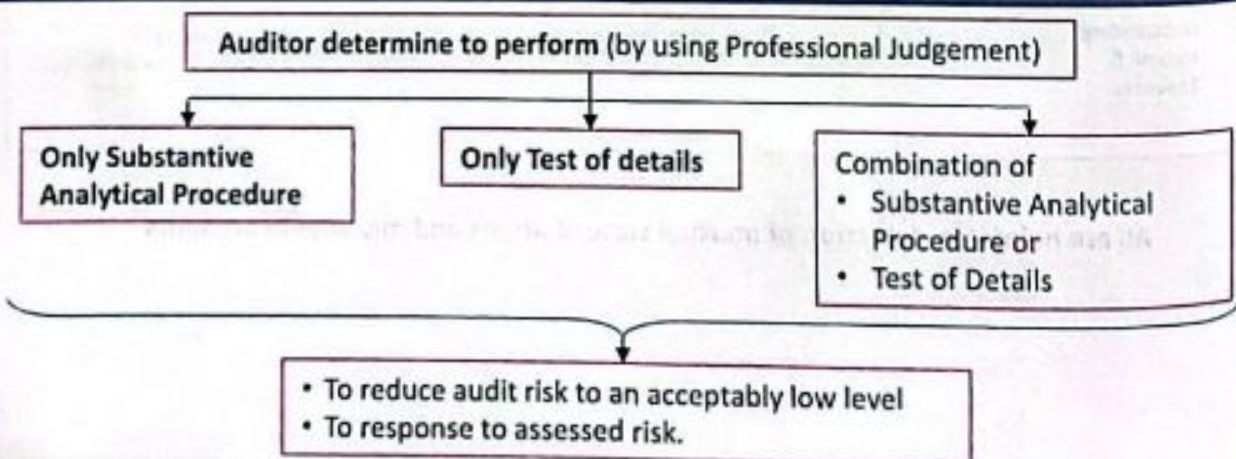 Auditor determine to perform (by using Professional Judgement)
Only Substantive
Analytical Procedure
Only Test of details
Combination of
• Substantive Analytical
Procedure or
• Test of Details
• To reduce audit risk to an acceptably low level
• To response to assessed risk.